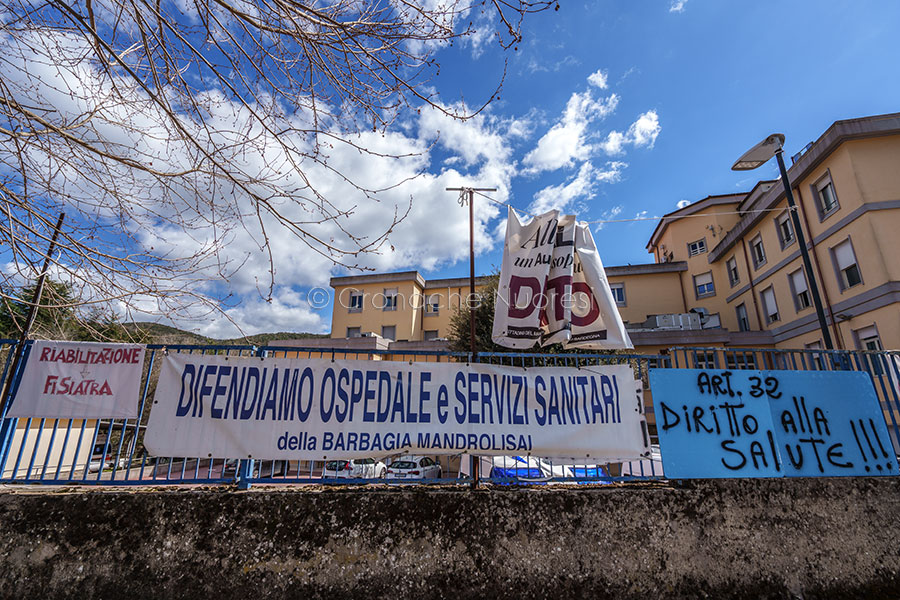 RIABILITAZIONE
FISIATRA
DIFENDIAMO OSPEDALE e SERVIZI SANITARI
della BARBAGIA MANDROLISAI
ART. 32
DIRITTO ALLA
SALUTE!!!
© Cronache Nuoresi